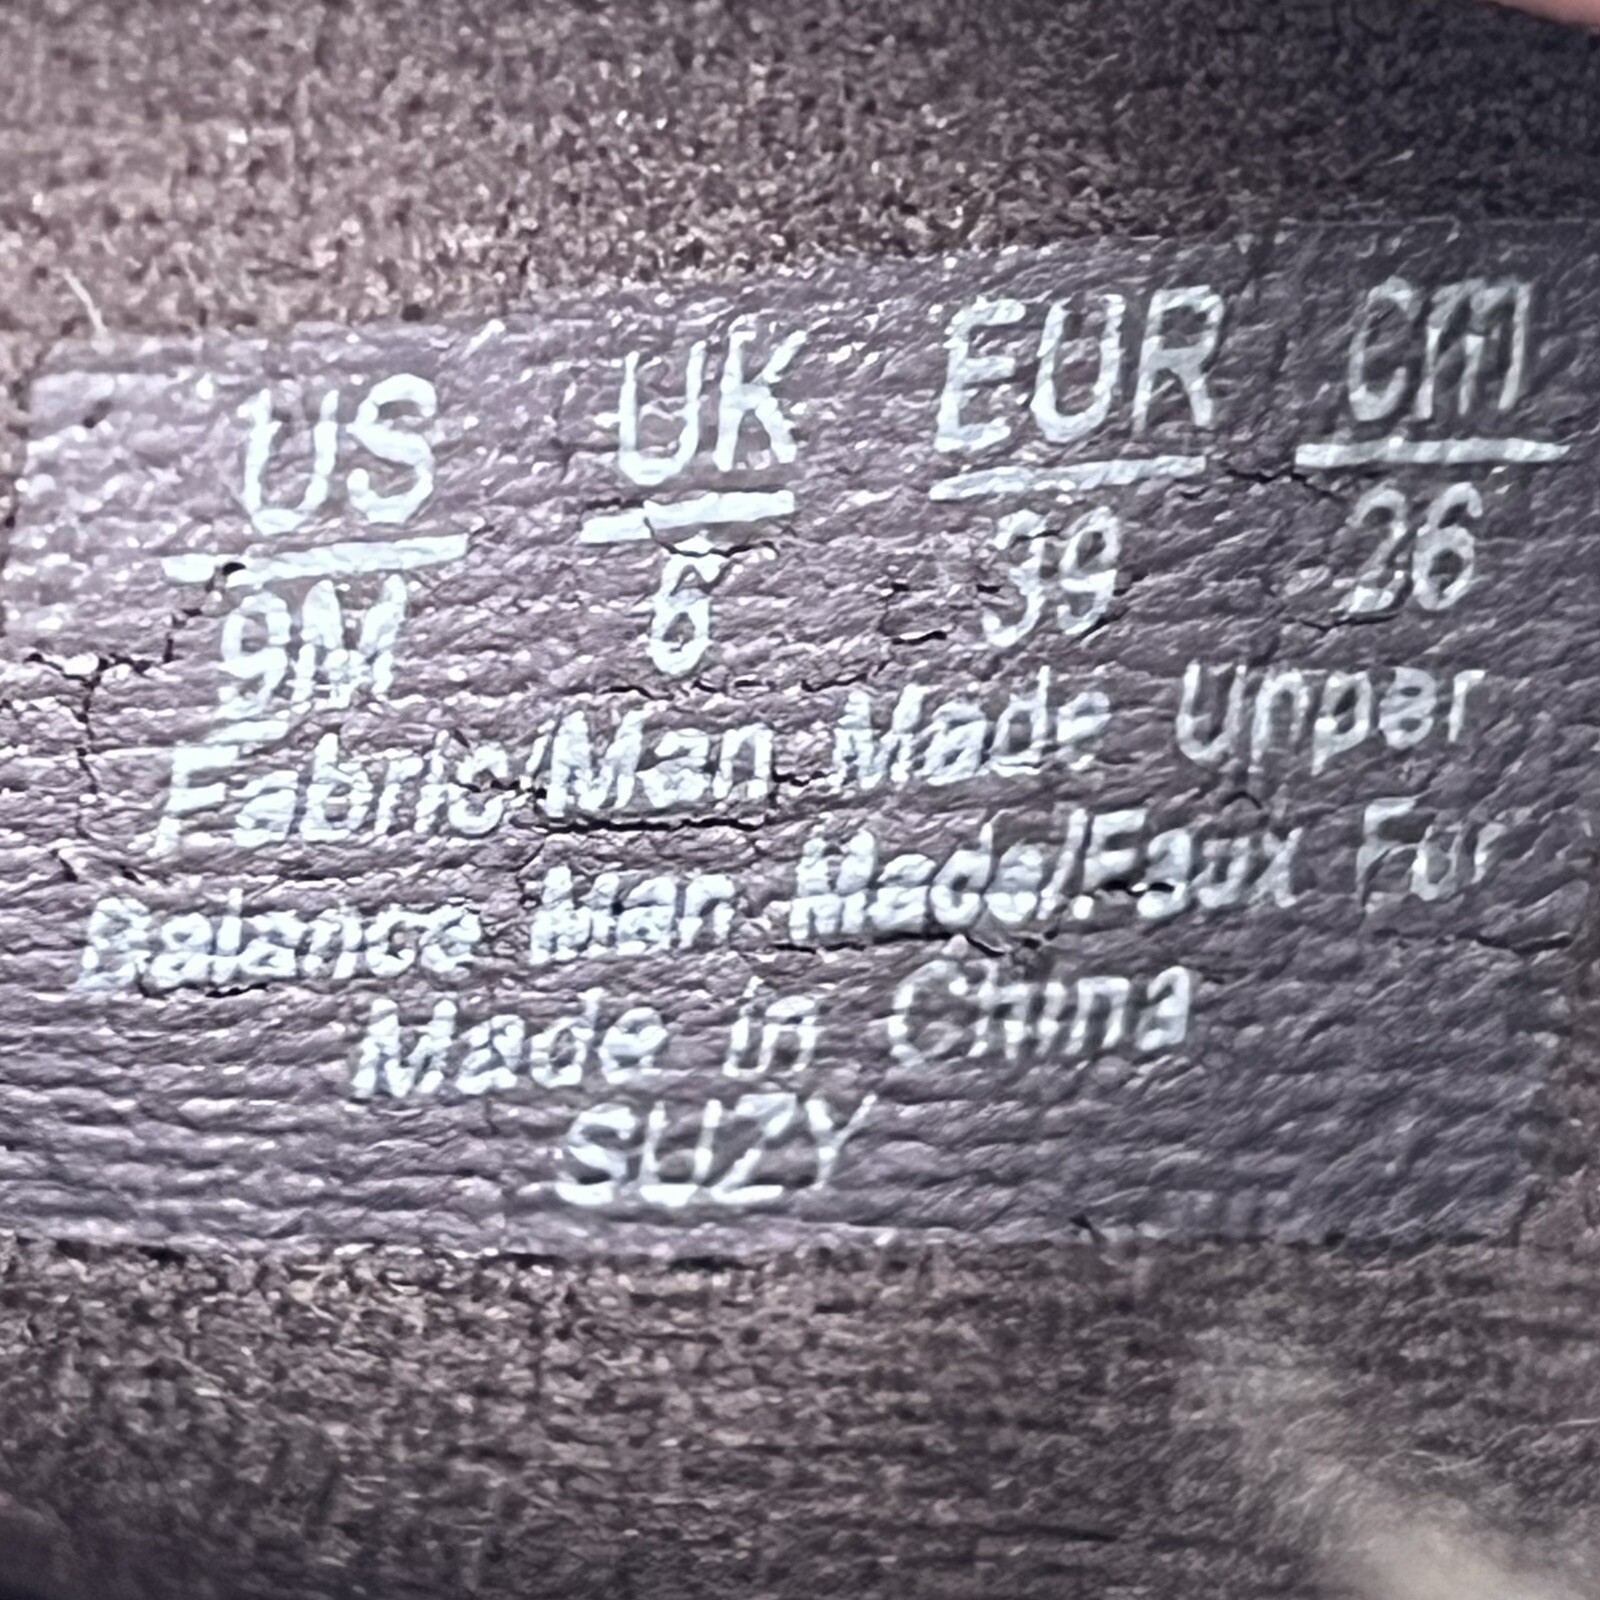 US UK EUR cm
9M 6 39 26
Fabric/Man Made Upper
Balance Man Made/Faux Fur
Made in China
SUZY